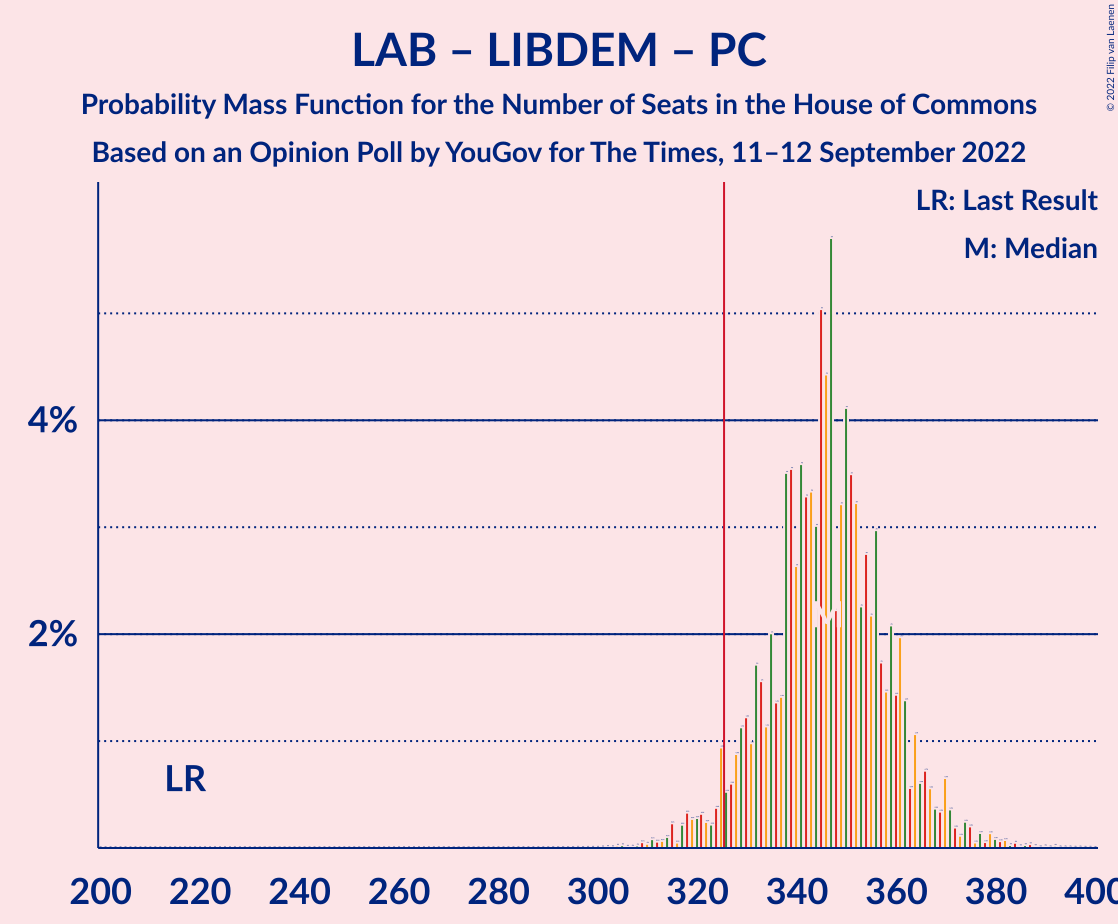 LAB – LIBDEM – PC
Probability Mass Function for the Number of Seats in the House of Commons
Based on an Opinion Poll by YouGov for The Times, 11–12 September 2022
© 2022 Filip van Laenen
LR: Last Result
M: Median
4%
2%
LR
M
200 220 240 260 280 300 320 340 360 380 400